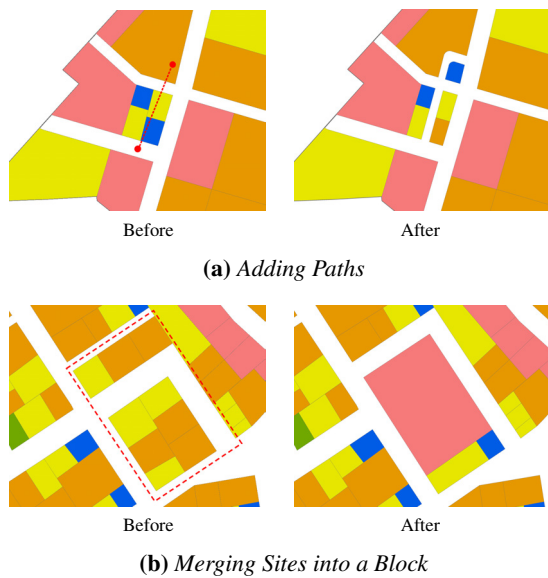 Before After
(a) Adding Paths
Before After
(b) Merging Sites into a Block